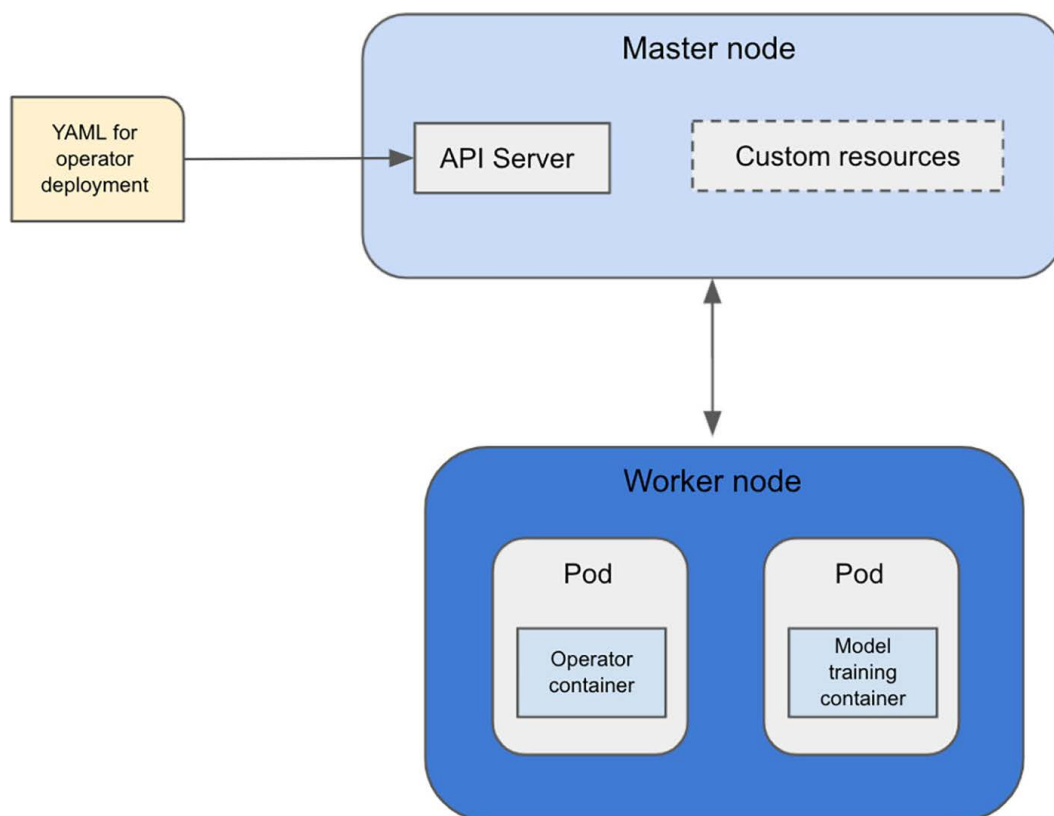 Master node
YAML for
operator
deployment
API Server
Custom resources
Worker node
Pod
Operator
container
Pod
Model
training
container